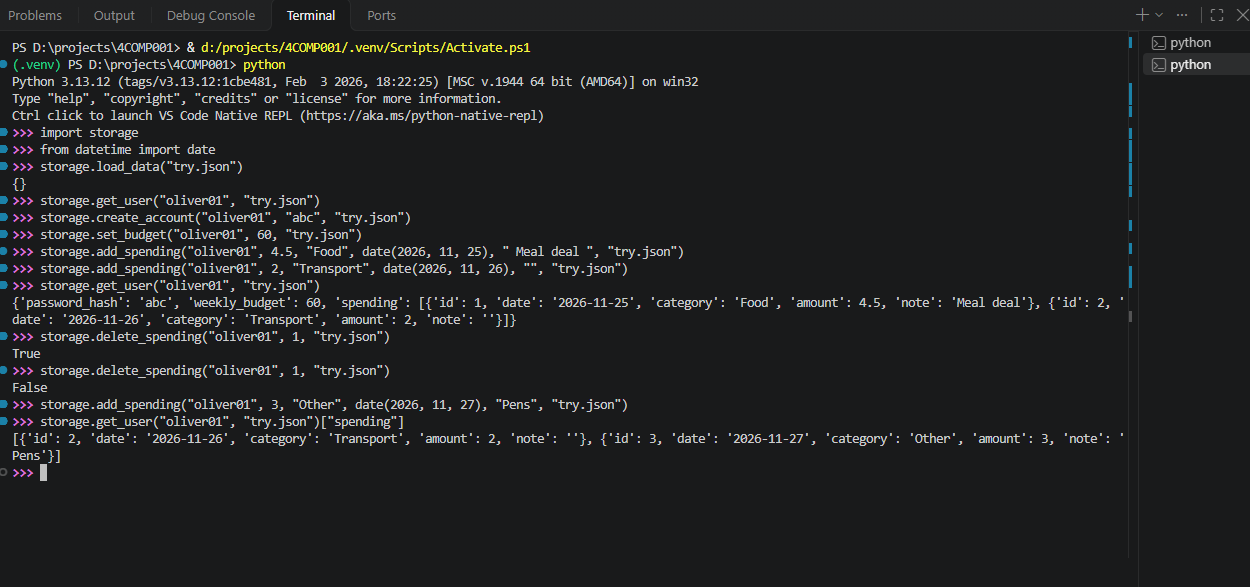 Problems Output Debug Console Terminal Ports
PS D:\projects\4COMP001> & d:/projects/4COMP001/.venv/Scripts/Activate.ps1
(.venv) PS D:\projects\4COMP001> python
Python 3.13.12 (tags/v3.13.12:1cbe481, Feb  3 2026, 18:22:25) [MSC v.1944 64 bit (AMD64)] on win32
Type "help", "copyright", "credits" or "license" for more information.
Ctrl click to launch VS Code Native REPL (https://aka.ms/python-native-repl)
>>> import storage
>>> from datetime import date
>>> storage.load_data("try.json")
{}
>>> storage.get_user("oliver01", "try.json")
>>> storage.create_account("oliver01", "abc", "try.json")
>>> storage.set_budget("oliver01", 60, "try.json")
>>> storage.add_spending("oliver01", 4.5, "Food", date(2026, 11, 25), " Meal deal ", "try.json")
>>> storage.add_spending("oliver01", 2, "Transport", date(2026, 11, 26), "", "try.json")
>>> storage.get_user("oliver01", "try.json")
{'password_hash': 'abc', 'weekly_budget': 60, 'spending': [{'id': 1, 'date': '2026-11-25', 'category': 'Food', 'amount': 4.5, 'note': 'Meal deal'}, {'id': 2, '
date': '2026-11-26', 'category': 'Transport', 'amount': 2, 'note': ''}]}
>>> storage.delete_spending("oliver01", 1, "try.json")
True
>>> storage.delete_spending("oliver01", 1, "try.json")
False
>>> storage.add_spending("oliver01", 3, "Other", date(2026, 11, 27), "Pens", "try.json")
>>> storage.get_user("oliver01", "try.json")["spending"]
[{'id': 2, 'date': '2026-11-26', 'category': 'Transport', 'amount': 2, 'note': ''}, {'id': 3, 'date': '2026-11-27', 'category': 'Other', 'amount': 3, 'note': '
Pens'}]
>>>
python
python